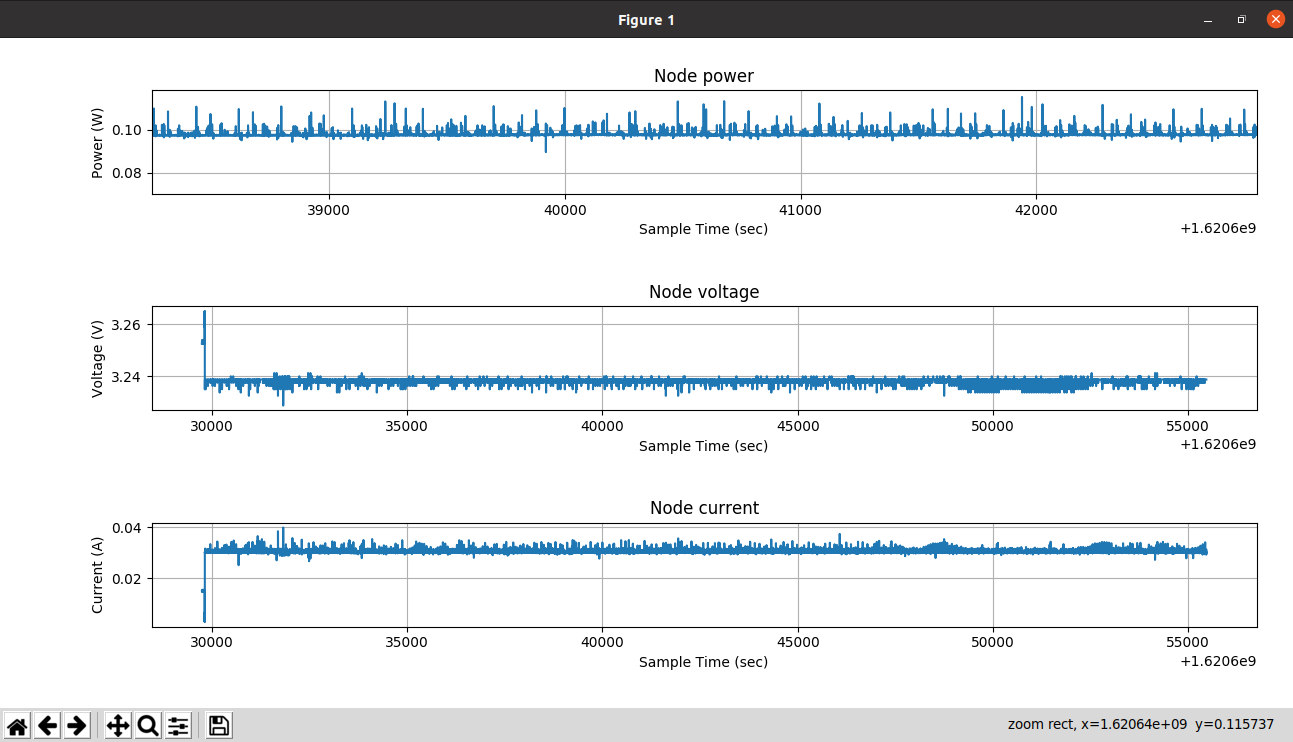 Figure 1
Node power
Power (W)
0.10
0.08
39000 40000 41000 42000
Sample Time (sec)
+1.6206e9
Node voltage
Voltage (V)
3.26
3.24
30000 35000 40000 45000 50000 55000
Sample Time (sec)
+1.6206e9
Node current
Current (A)
0.04
0.02
30000 35000 40000 45000 50000 55000
Sample Time (sec)
+1.6206e9
zoom rect, x=1.62064e+09 y=0.115737